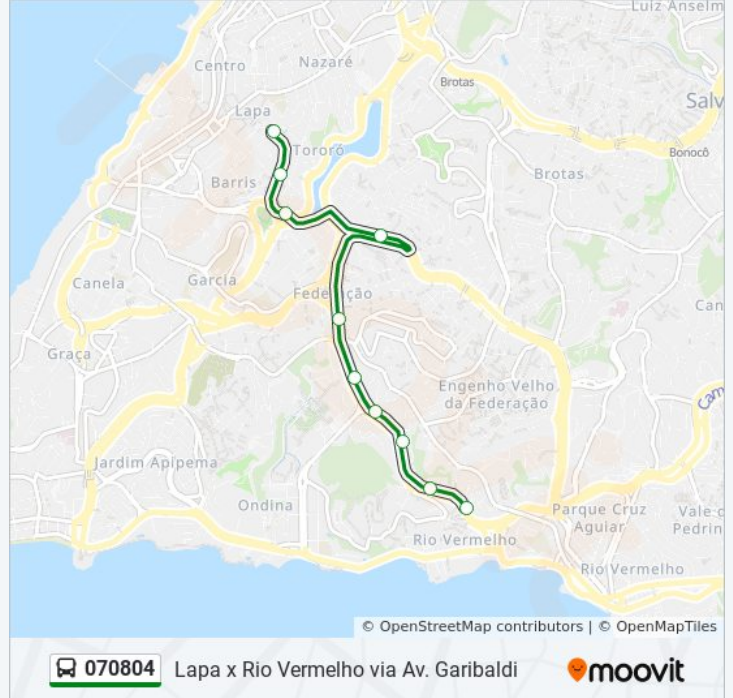 Luiz Anselm
Centro
Nazaré
Brotas
Lapa
Salv
Tororó
Bonocô
Barris
Brotas
Canela
Garcia
Federação
Can
Graça
Engenho Velho
da Federação
Cam
Jardim Apipema
Ondina
Parque Cruz
Aguiar
Vale d
Pedrin
Rio Vermelho
Rio Vermelho
© OpenStreetMap contributors | © OpenMapTiles
070804 Lapa x Rio Vermelho via Av. Garibaldi moovit